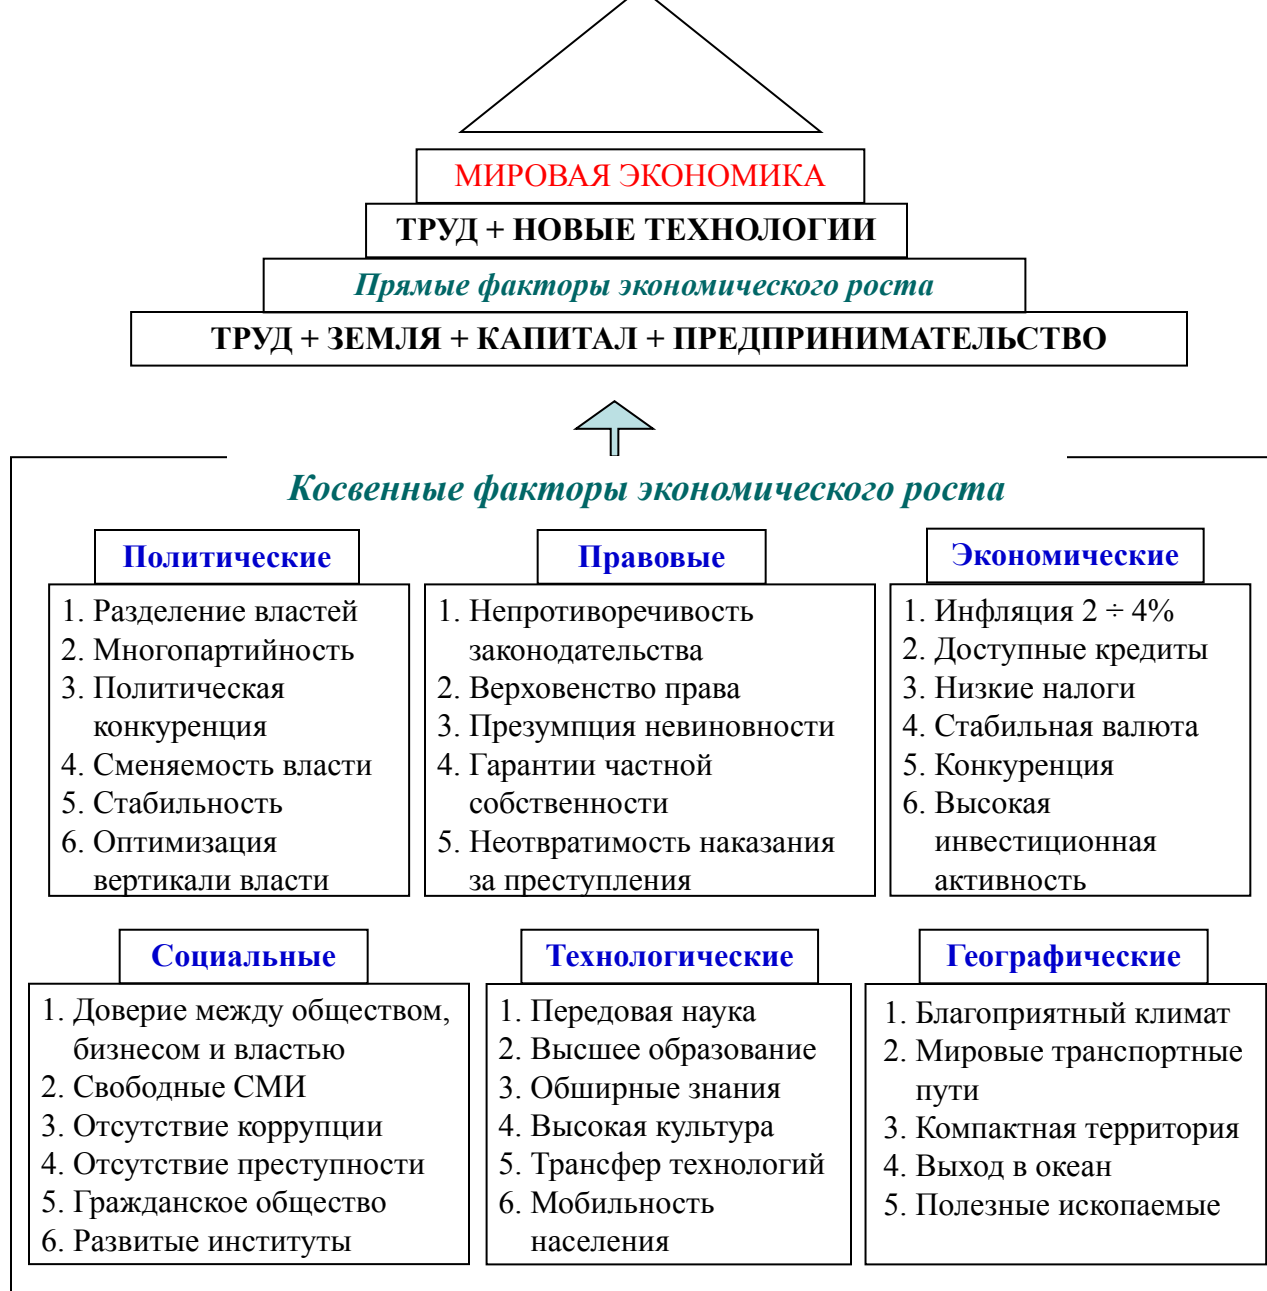 МИРОВАЯ ЭКОНОМИКА
ТРУД + НОВЫЕ ТЕХНОЛОГИИ
Прямые факторы экономического роста
ТРУД + ЗЕМЛЯ + КАПИТАЛ + ПРЕДПРИНИМАТЕЛЬСТВО
Косвенные факторы экономического роста
Политические
1. Разделение властей
2. Многопартийность
3. Политическая
конкуренция
4. Сменяемость власти
5. Стабильность
6. Оптимизация
вертикали власти
Правовые
1. Непротиворечивость
законодательства
2. Верховенство права
3. Презумпция невиновности
4. Гарантии частной
собственности
5. Неотвратимость наказания
за преступления
Экономические
1. Инфляция 2 ÷ 4%
2. Доступные кредиты
3. Низкие налоги
4. Стабильная валюта
5. Конкуренция
6. Высокая
инвестиционная
активность
Социальные
1. Доверие между обществом,
бизнесом и властью
2. Свободные СМИ
3. Отсутствие коррупции
4. Отсутствие преступности
5. Гражданское общество
6. Развитые институты
Технологические
1. Передовая наука
2. Высшее образование
3. Обширные знания
4. Высокая культура
5. Трансфер технологий
6. Мобильность
населения
Географические
1. Благоприятный климат
2. Мировые транспортные
пути
3. Компактная территория
4. Выход в океан
5. Полезные ископаемые